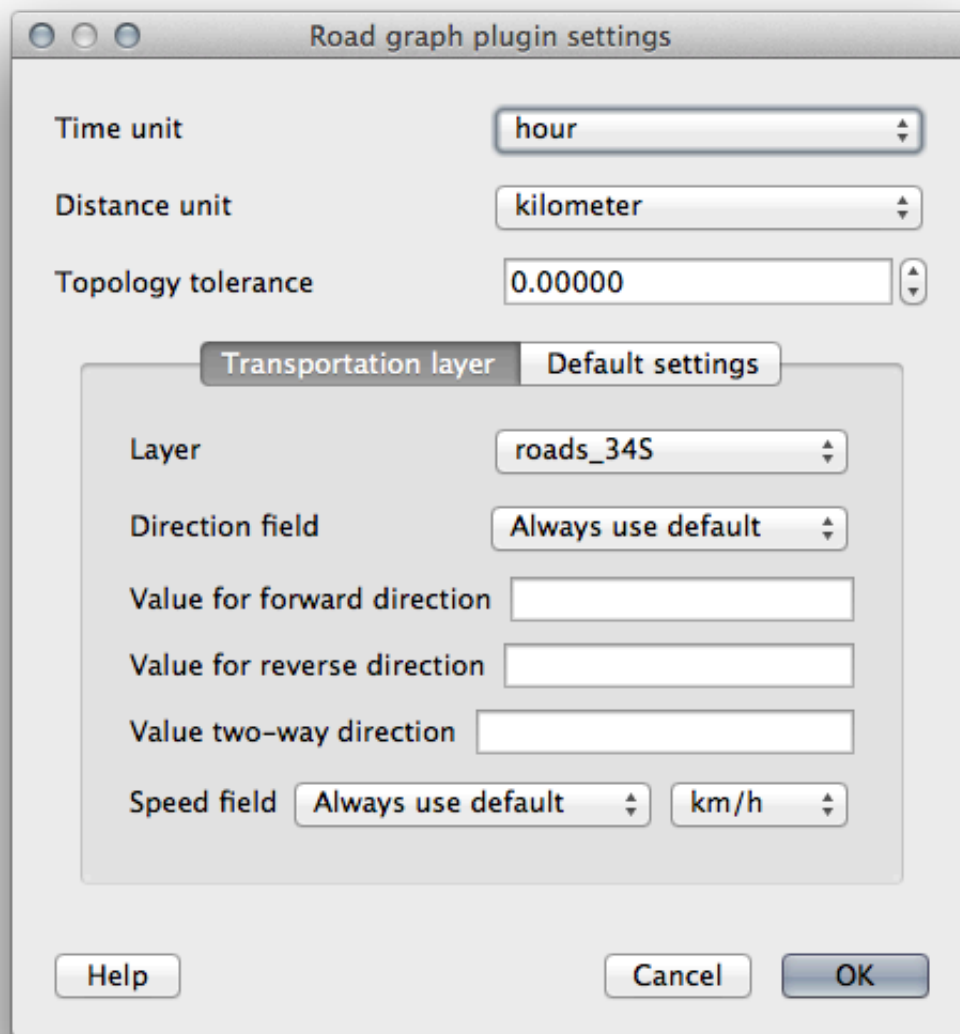 Road graph plugin settings
Time unit hour
Distance unit kilometer
Topology tolerance 0.00000
Transportation layer Default settings
Layer roads_34S
Direction field Always use default
Value for forward direction
Value for reverse direction
Value two-way direction
Speed field Always use default km/h
Help Cancel OK